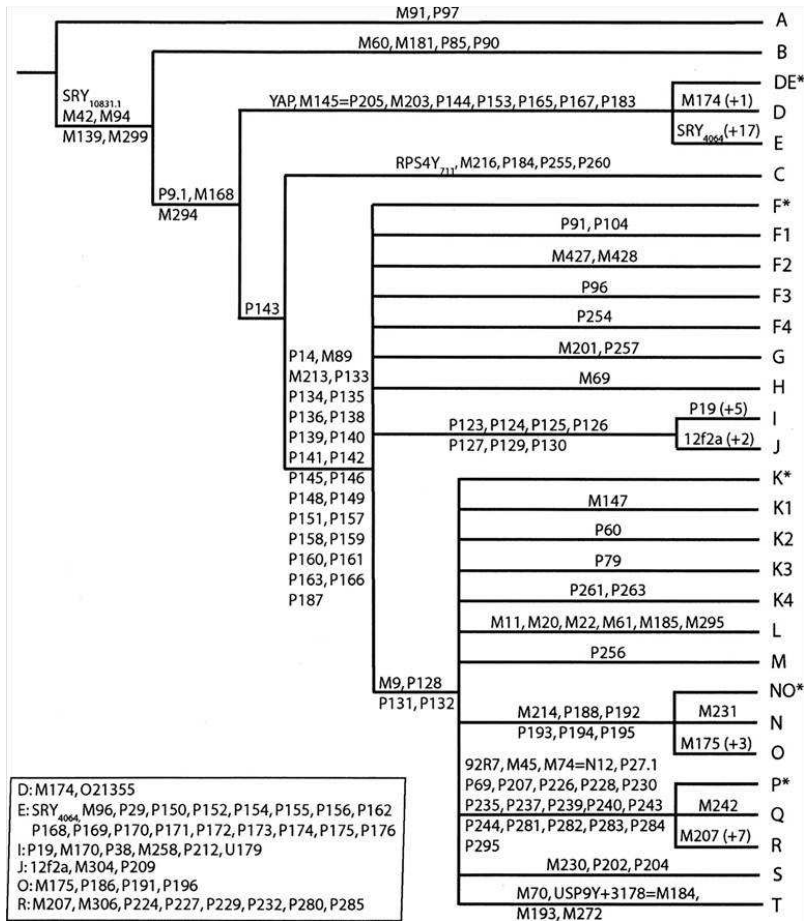 M91, P97
A
M60, M181, P85, P90
B
SRY10831.1
M42, M94
M139, M299
DE*
YAP, M145=P205, M203, P144, P153, P165, P167, P183
M174 (+1)
D
SRY4064 (+17)
E
RPS4Y711, M216, P184, P255, P260
C
P9.1, M168
M294
F*
P91, P104
F1
M427, M428
F2
P96
F3
P143
P254
F4
P14, M89
M201, P257
G
M213, P133
M69
H
P134, P135
P136, P138
P139, P140
P141, P142
P145, P146
P148, P149
P151, P157
P158, P159
P160, P161
P163, P166
P187
P123, P124, P125, P126
P127, P129, P130
P19 (+5)
I
12f2a (+2)
J
K*
M147
K1
P60
K2
P79
K3
P261, P263
K4
M11, M20, M22, M61, M185, M295
L
P256
M
M9, P128
P131, P132
NO*
M214, P188, P192
P193, P194, P195
M231
N
M175 (+3)
O
92R7, M45, M74=N12, P27.1
P69, P207, P226, P228, P230
P235, P237, P239, P240, P243
P244, P281, P282, P283, P284
P295
P*
M242
Q
M207 (+7)
R
M230, P202, P204
S
M70, USP9Y+3178=M184,
M193, M272
T
D: M174, O21355
E: SRY4064, M96, P29, P150, P152, P154, P155, P156, P162
P168, P169, P170, P171, P172, P173, P174, P175, P176
I: P19, M170, P38, M258, P212, U179
J: 12f2a, M304, P209
O: M175, P186, P191, P196
R: M207, M306, P224, P227, P229, P232, P280, P285